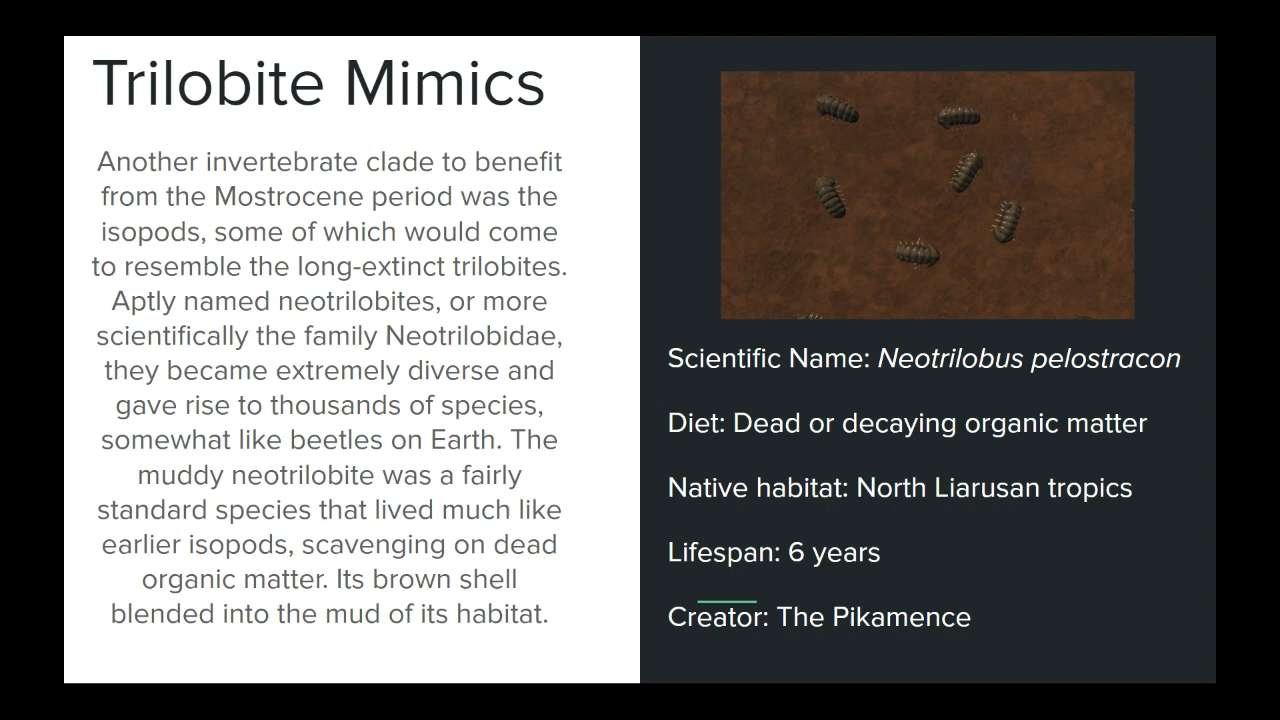 Trilobite Mimics
Another invertebrate clade to benefit
from the Mostrocene period was the
isopods, some of which would come
to resemble the long-extinct trilobites.
Aptly named neotrilobites, or more
scientifically the family Neotrilobidae,
they became extremely diverse and
gave rise to thousands of species,
somewhat like beetles on Earth. The
muddy neotrilobite was a fairly
standard species that lived much like
earlier isopods, scavenging on dead
organic matter. Its brown shell
blended into the mud of its habitat.
Scientific Name: Neotrilobus pelostracon
Diet: Dead or decaying organic matter
Native habitat: North Liarusan tropics
Lifespan: 6 years
Creator: The Pikamence